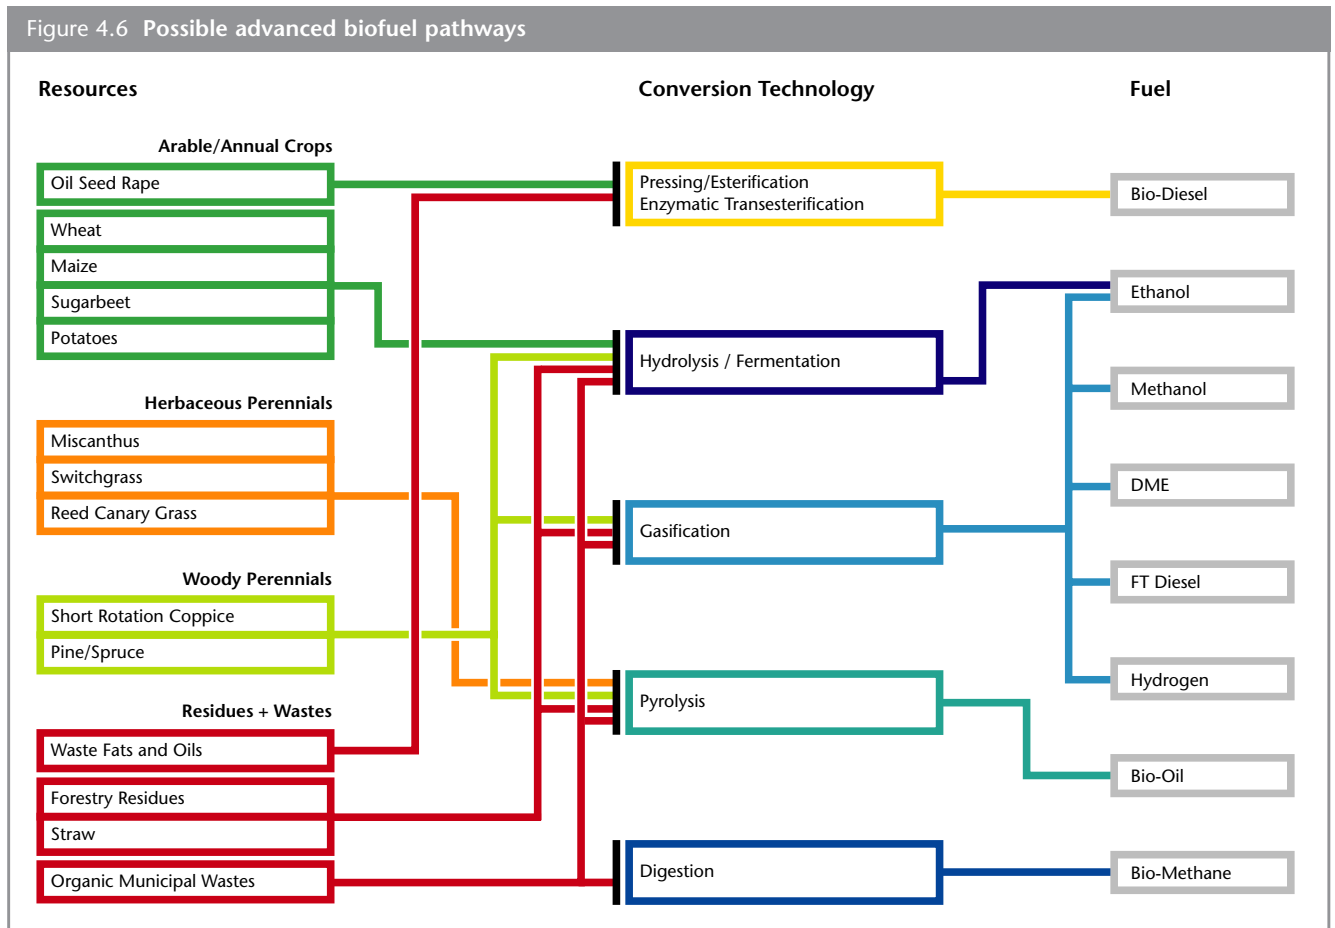 Figure 4.6 Possible advanced biofuel pathways
Resources
Conversion Technology
Fuel
Arable/Annual Crops
Oil Seed Rape
Wheat
Maize
Sugarbeet
Potatoes
Herbaceous Perennials
Miscanthus
Switchgrass
Reed Canary Grass
Woody Perennials
Short Rotation Coppice
Pine/Spruce
Residues + Wastes
Waste Fats and Oils
Forestry Residues
Straw
Organic Municipal Wastes
Pressing/Esterification
Enzymatic Transesterification
Hydrolysis / Fermentation
Gasification
Pyrolysis
Digestion
Bio-Diesel
Ethanol
Methanol
DME
FT Diesel
Hydrogen
Bio-Oil
Bio-Methane